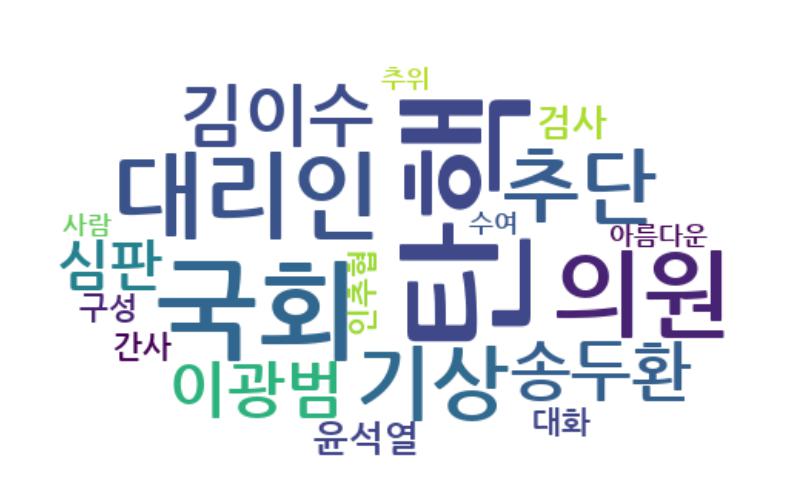 추위
김이수
탄핵
검사
대리인
추단
사람
수여
아름다운
심판
국회
인추협
의원
구성
간사
이광범
기상
송두환
윤석열
대화